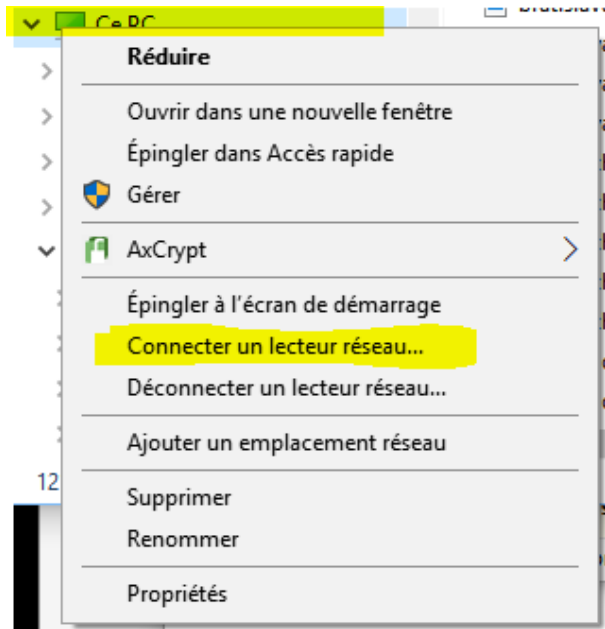 Ce PC
Réduire
Ouvrir dans une nouvelle fenêtre
Épingler dans Accès rapide
Gérer
AxCrypt
Épingler à l'écran de démarrage
Connecter un lecteur réseau...
Déconnecter un lecteur réseau...
Ajouter un emplacement réseau
12
Supprimer
Renommer
Propriétés